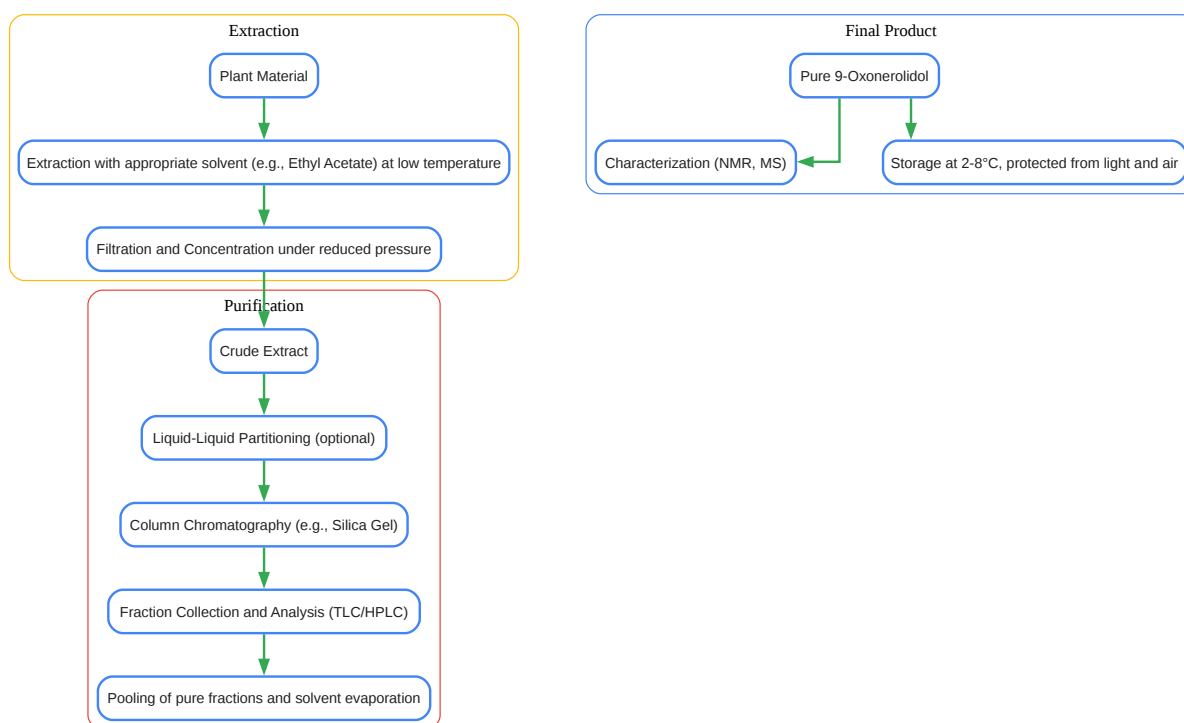 Extraction
Plant Material
Extraction with appropriate solvent (e.g., Ethyl Acetate) at low temperature
Filtration and Concentration under reduced pressure
Purification
Crude Extract
Liquid-Liquid Partitioning (optional)
Column Chromatography (e.g., Silica Gel)
Fraction Collection and Analysis (TLC/HPLC)
Pooling of pure fractions and solvent evaporation
Final Product
Pure 9-Oxonerolidol
Characterization (NMR, MS)
Storage at 2-8°C, protected from light and air